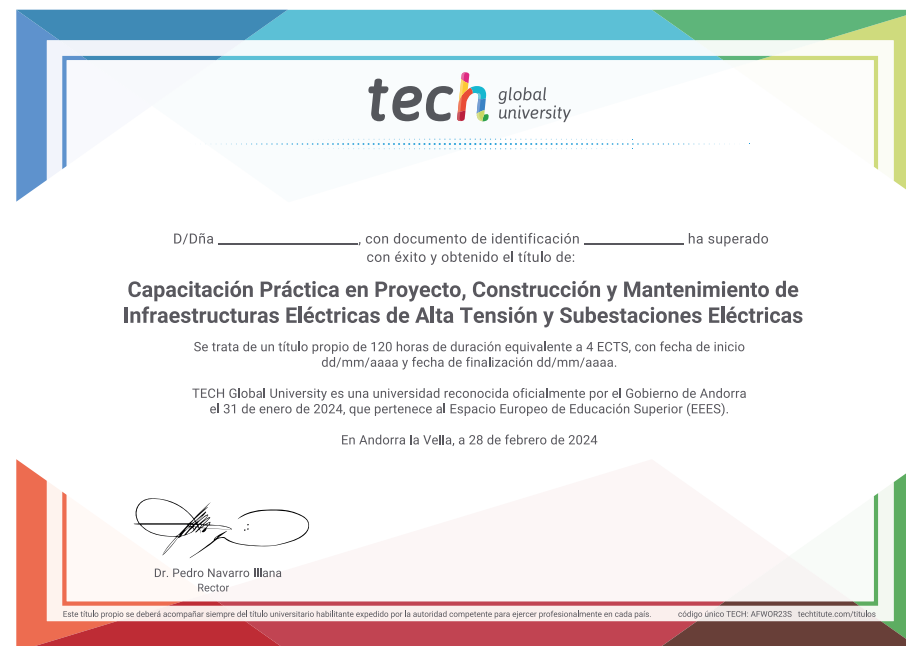 tech global university
D/Dña ____________________, con documento de identificación ______________ ha superado
con éxito y obtenido el título de:
Capacitación Práctica en Proyecto, Construcción y Mantenimiento de
Infraestructuras Eléctricas de Alta Tensión y Subestaciones Eléctricas
Se trata de un título propio de 120 horas de duración equivalente a 4 ECTS, con fecha de inicio
dd/mm/aaaa y fecha de finalización dd/mm/aaaa.
TECH Global University es una universidad reconocida oficialmente por el Gobierno de Andorra
el 31 de enero de 2024, que pertenece al Espacio Europeo de Educación Superior (EEES).
En Andorra la Vella, a 28 de febrero de 2024
Dr. Pedro Navarro Illana
Rector
Este título propio se deberá acompañar siempre del título universitario habilitante expedido por la autoridad competente para ejercer profesionalmente en cada país. código único TECH: AFWOR23S techtitute.com/titulos